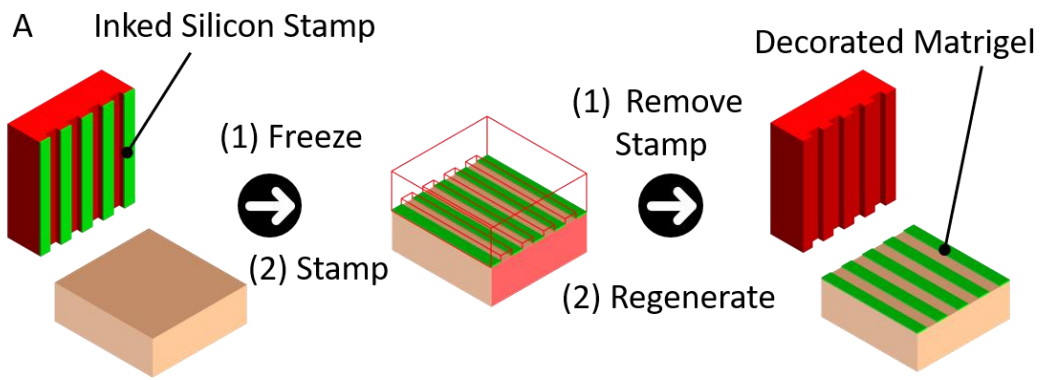 A
Inked Silicon Stamp
(1) Freeze
(2) Stamp
(1) Remove
Stamp
(2) Regenerate
Decorated Matrigel